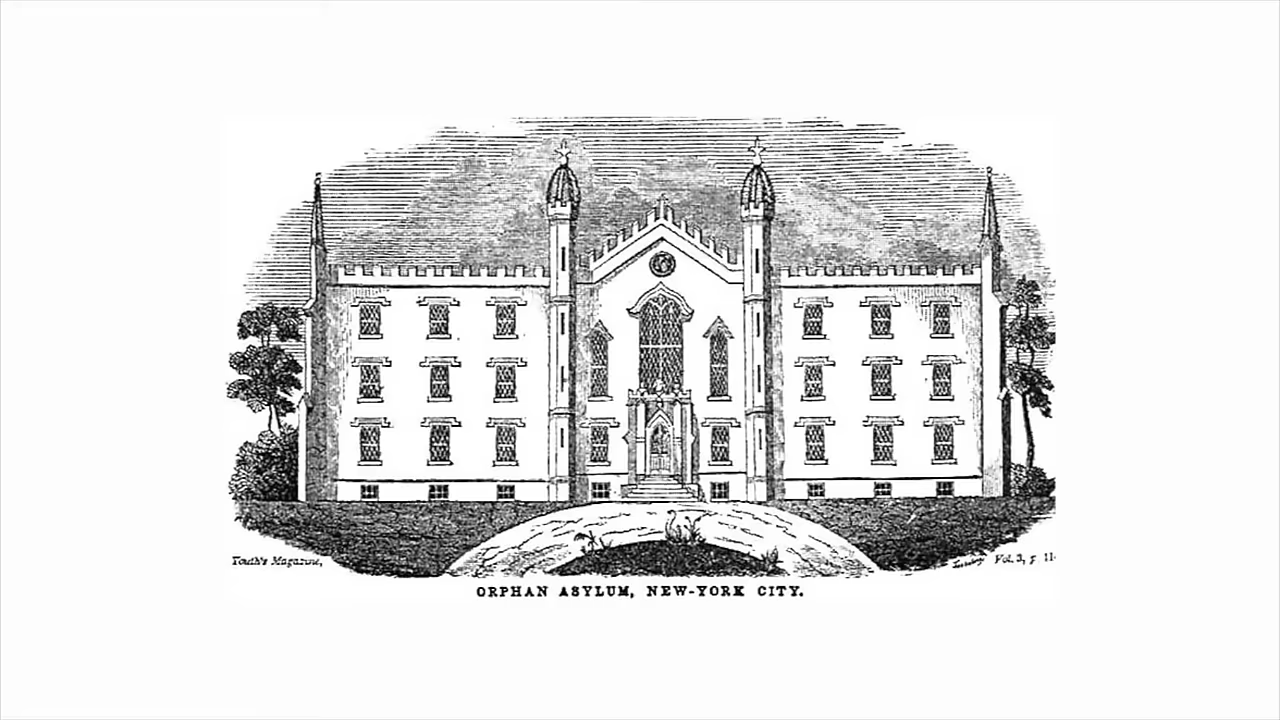 Youth's Magazine,
Vol. 3, p. 11
ORPHAN ASYLUM, NEW-YORK CITY.